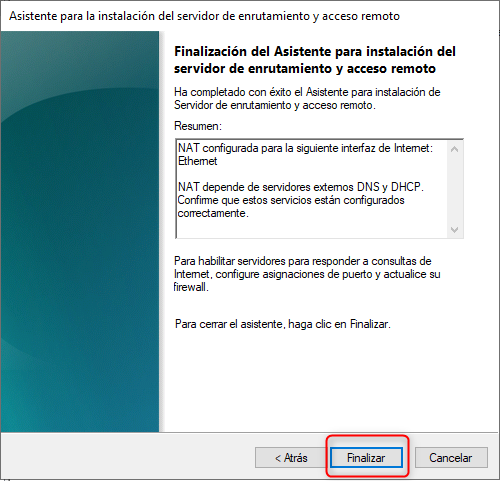 Asistente para la instalación del servidor de enrutamiento y acceso remoto
Finalización del Asistente para instalación del
servidor de enrutamiento y acceso remoto
Ha completado con éxito el Asistente para instalación de
Servidor de enrutamiento y acceso remoto.
Resumen:
NAT configurada para la siguiente interfaz de Internet:
Ethernet
NAT depende de servidores externos DNS y DHCP.
Confirme que estos servicios están configurados
correctamente.
Para habilitar servidores para responder a consultas de
Internet, configure asignaciones de puerto y actualice su
firewall.
Para cerrar el asistente, haga clic en Finalizar.
< Atrás
Finalizar
Cancelar